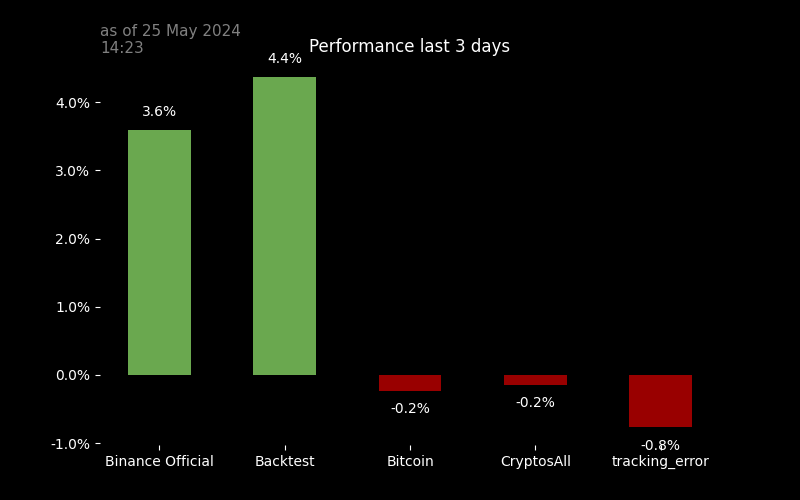 as of 25 May 2024
14:23
Performance last 3 days
4.4%
3.6%
4.0%
3.0%
2.0%
1.0%
0.0%
-0.2%
-0.2%
-0.8%
-1.0%
Binance Official
Backtest
Bitcoin
CryptosAll
tracking_error